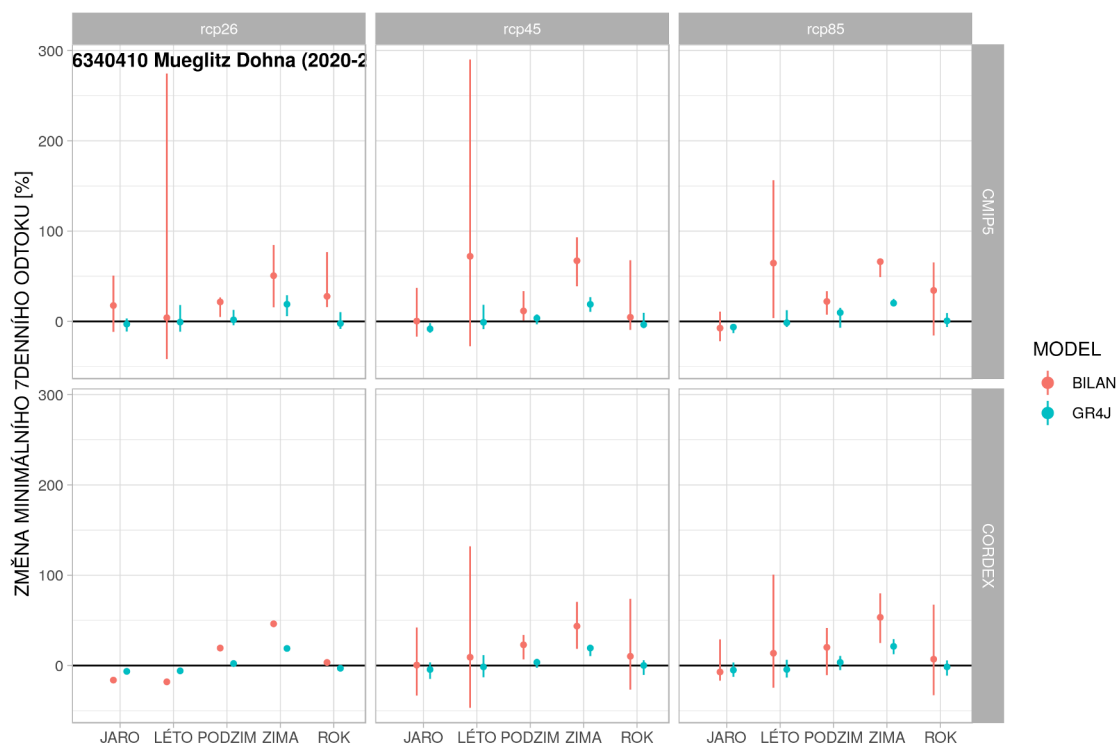 rcp26
rcp45
rcp85
6340410 Mueglitz Dohna (2020-2
300
200
100
0
CMIP5
300
200
100
0
CORDEX
ZMĚNA MINIMÁLNÍHO 7DENNÍHO ODTOKU [%]
JARO LÉTO PODZIM ZIMA ROK
JARO LÉTO PODZIM ZIMA ROK
JARO LÉTO PODZIM ZIMA ROK
MODEL
BILAN
GR4J